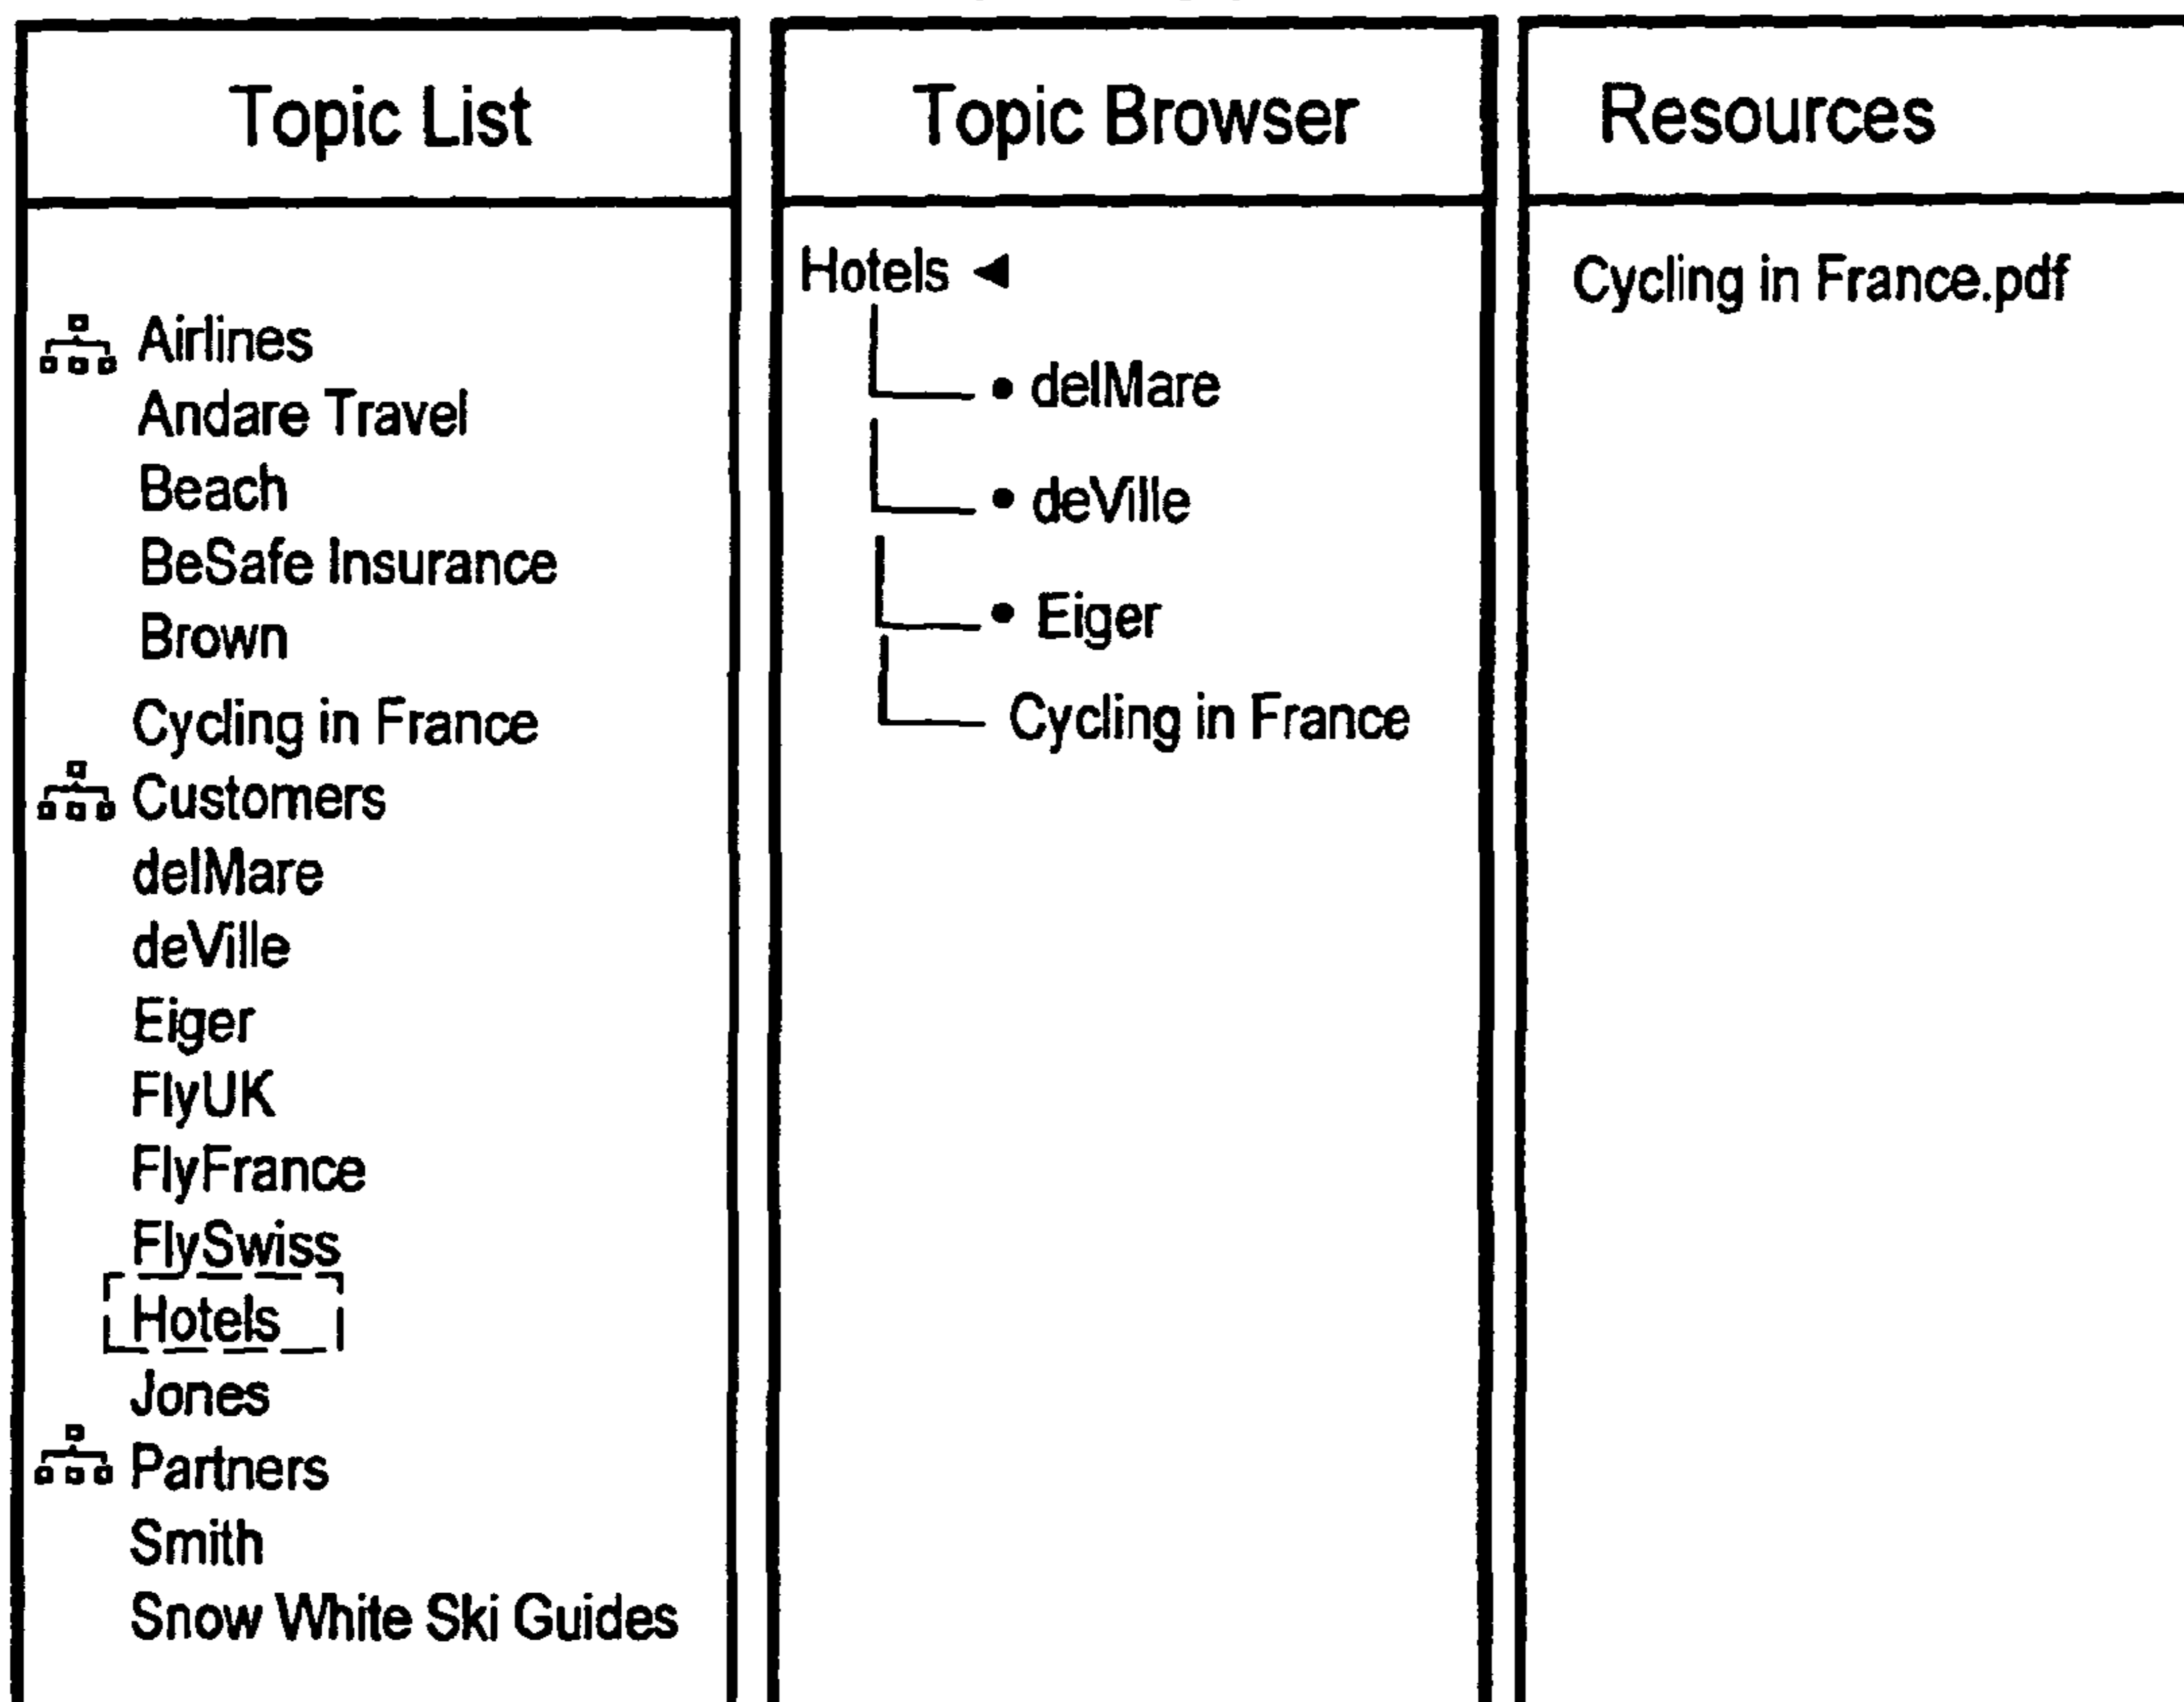 Topic List
Airlines
Andare Travel
Beach
BeSafe Insurance
Brown
Cycling in France
Customers
delMare
deVille
Eiger
FlyUK
FlyFrance
FlySwiss
Hotels
Jones
Partners
Smith
Snow White Ski Guides
Topic Browser
Hotels
delMare
deVille
Eiger
Cycling in France
Resources
Cycling in France.pdf